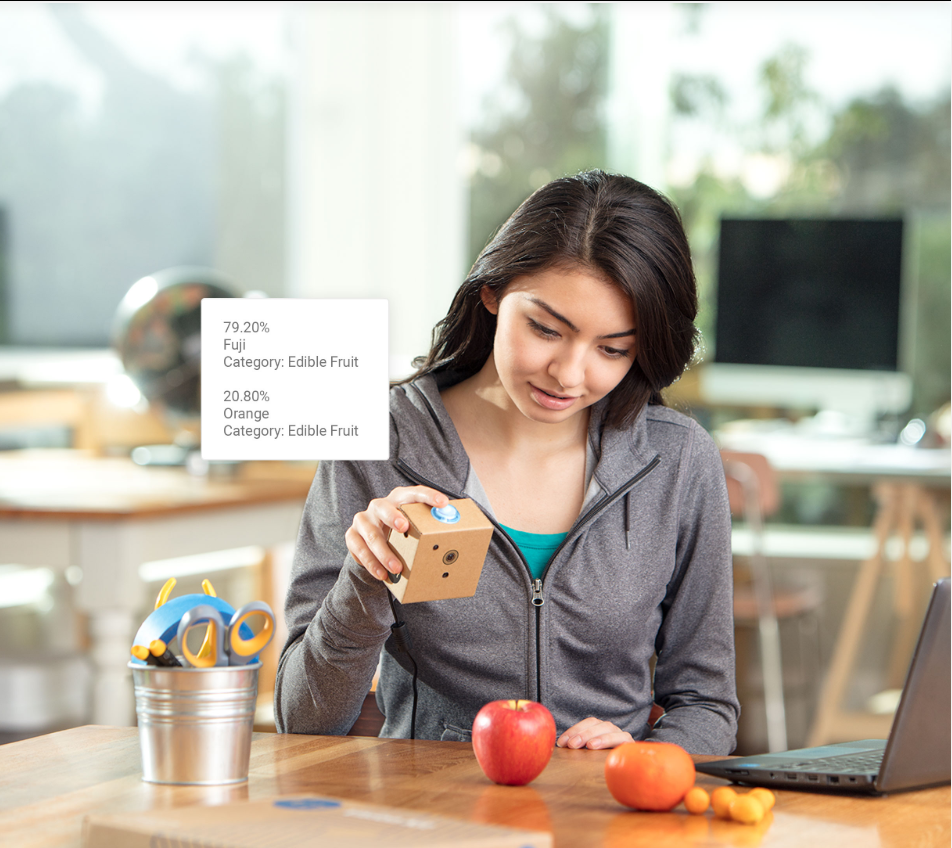 79.20%
Fuji
Category: Edible Fruit
20.80%
Orange
Category: Edible Fruit